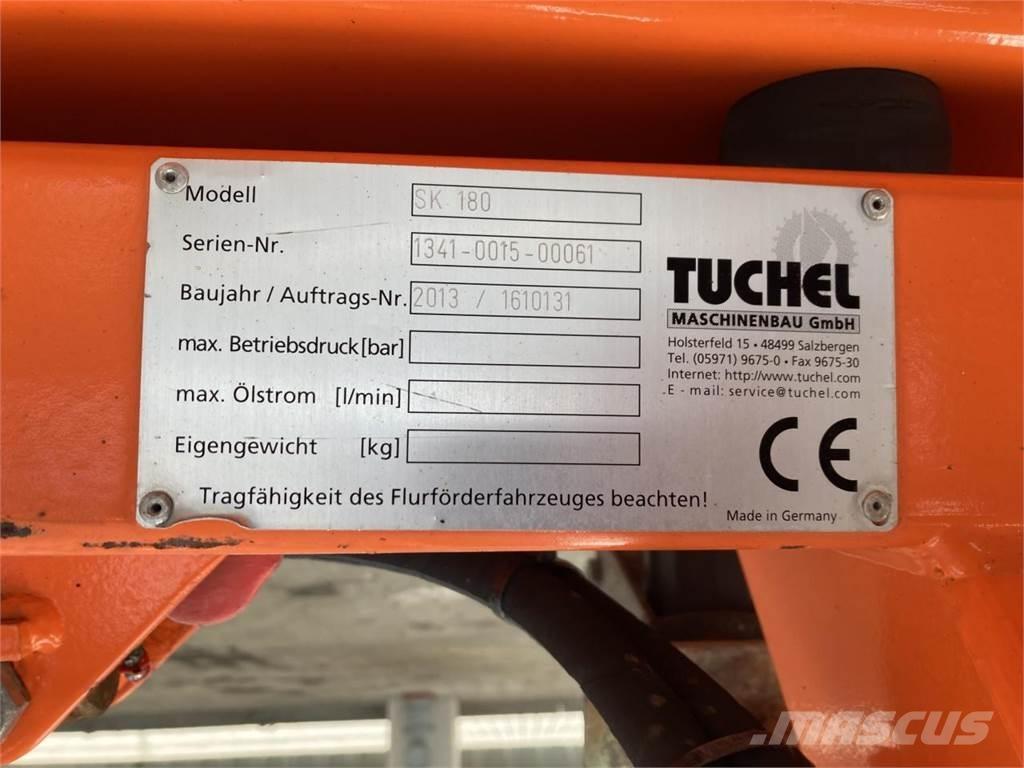 Modell SK 180
Serien-Nr. 1341-0015-00061
Baujahr / Auftrags-Nr. 2013 / 1610131
max. Betriebsdruck [bar]
max. Ölstrom [l/min]
Eigengewicht [kg]
Tragfähigkeit des Flurförderfahrzeuges beachten!
TUCHEL
MASCHINENBAU GmbH
Holsterfeld 15 • 48499 Salzbergen
Tel. (05971) 9675-0 • Fax 9675-30
Internet: http://www.tuchel.com
E - mail: service@tuchel.com
CE
Made in Germany
MASCUS